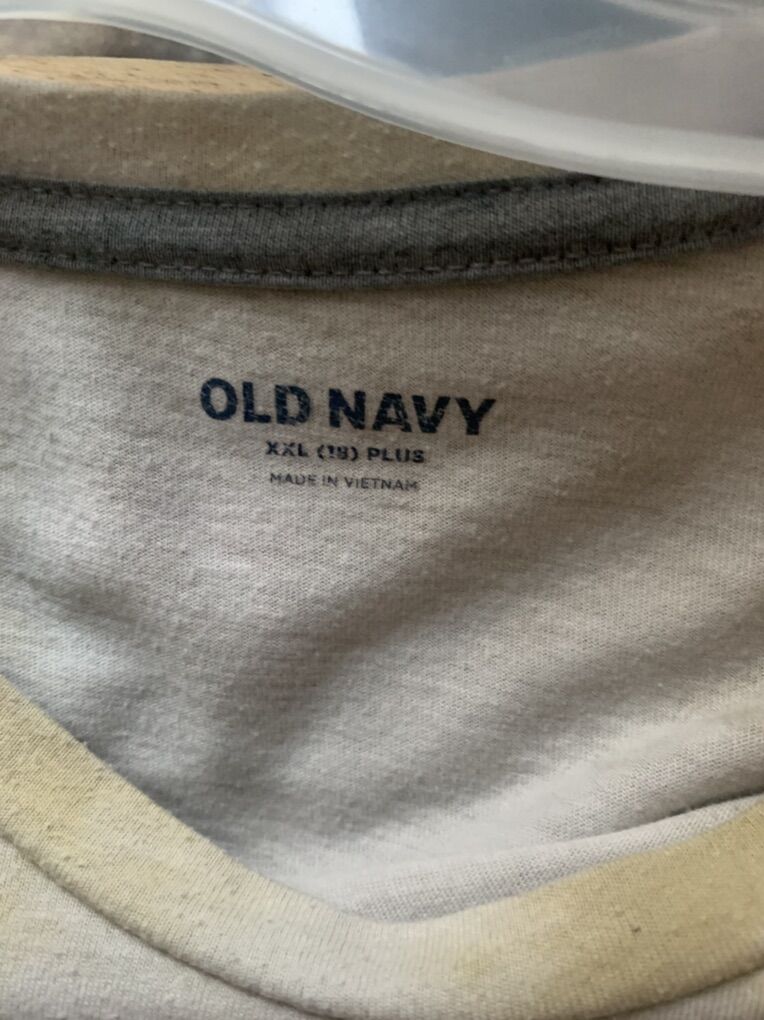 OLD NAVY
XXL (18) PLUS
MADE IN VIETNAM